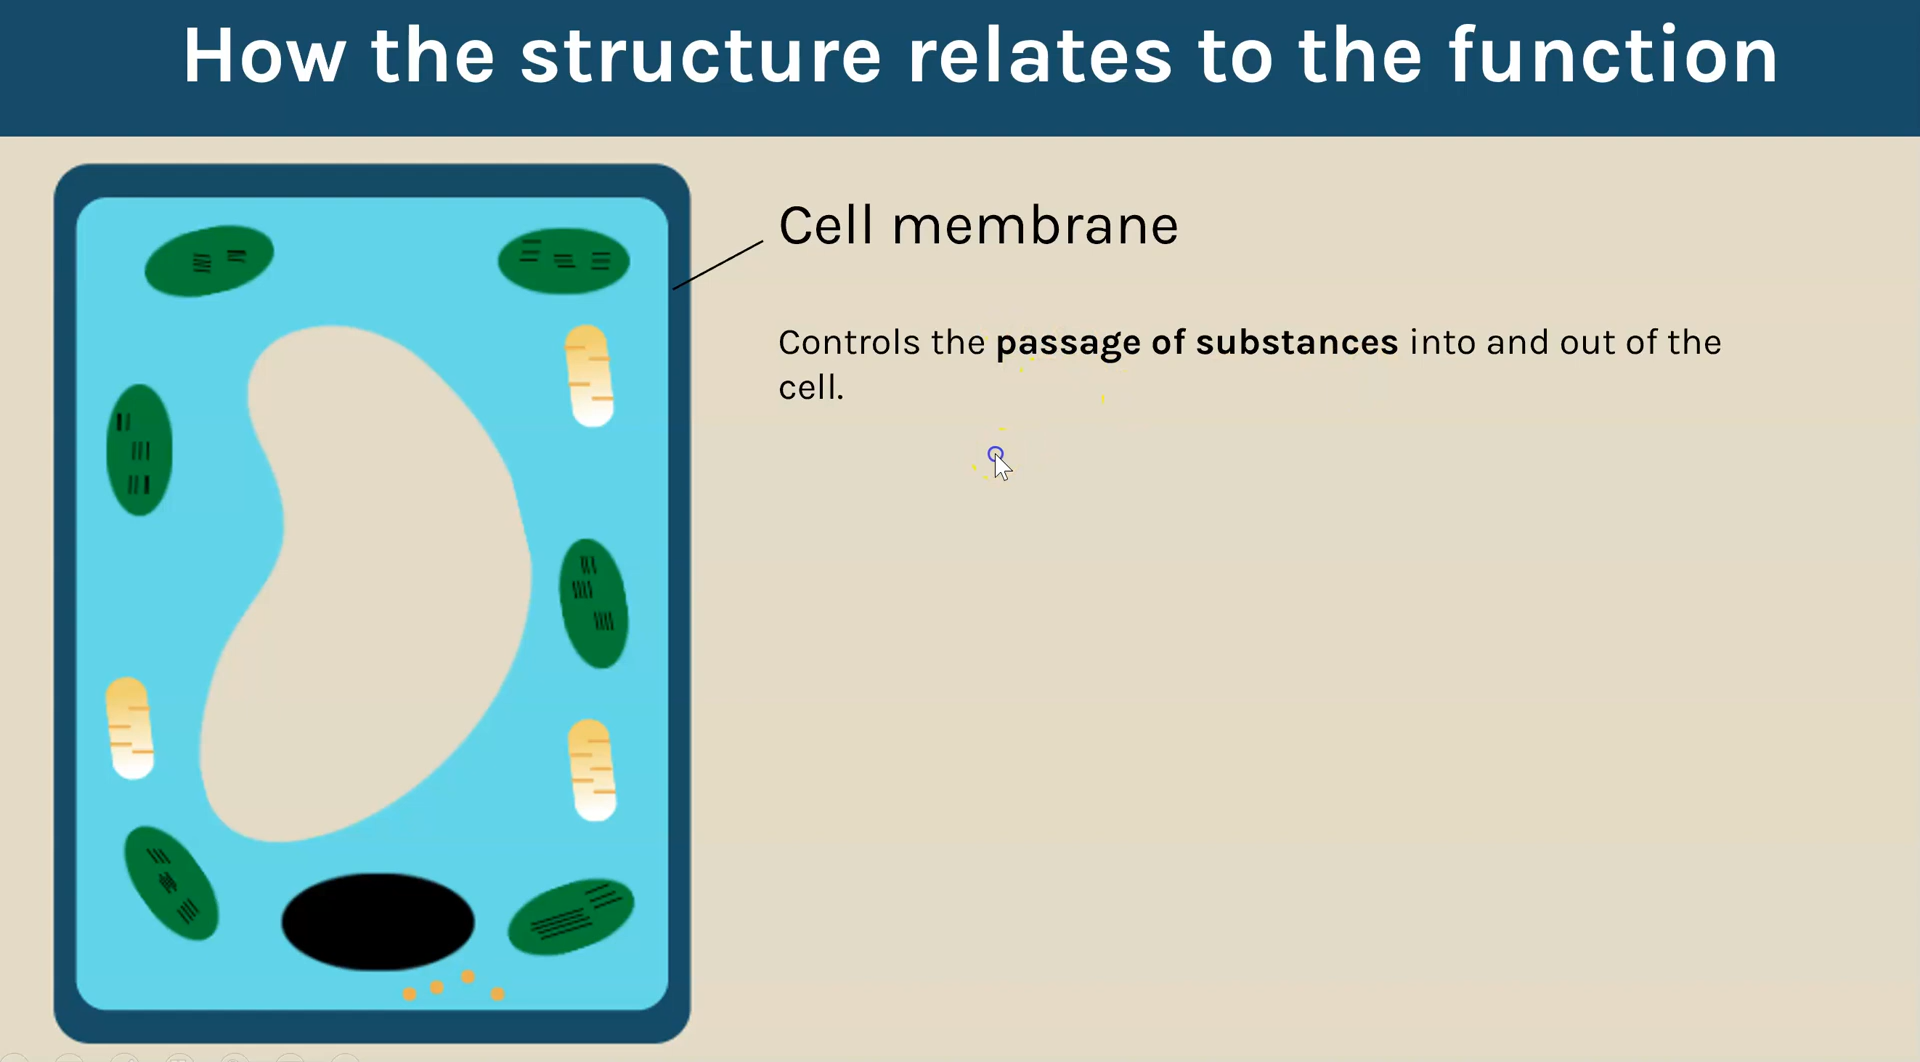 How the structure relates to the function
Cell membrane
Controls the passage of substances into and out of the
cell.